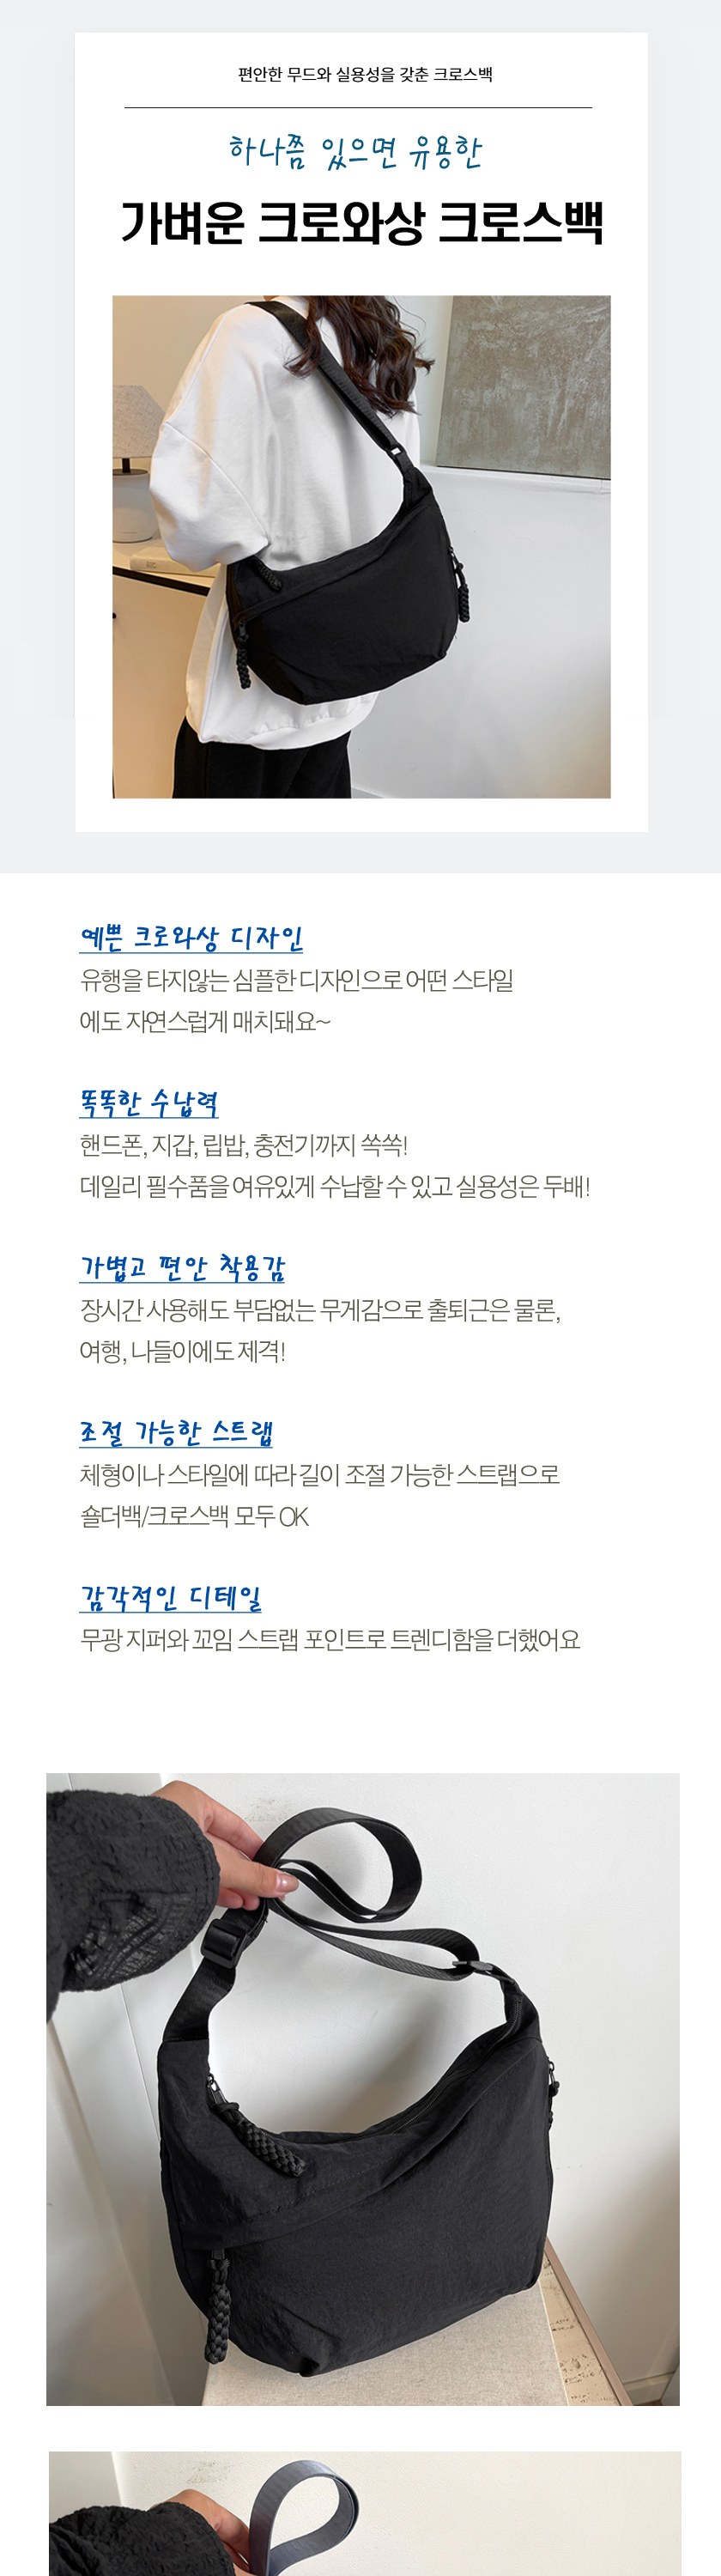 편안한 무드와 실용성을 갖춘 크로스백
하나쯤 있으면 유용한
가벼운 크로와상 크로스백
예쁜 크로와상 디자인
유행을 타지않는 심플한 디자인으로 어떤 스타일
에도 자연스럽게 매치돼요~
똑똑한 수납력
핸드폰, 지갑, 립밥, 충전기까지 쏙쏙!
데일리 필수품을 여유있게 수납할 수 있고 실용성은 두배!
가볍고 편안 착용감
장시간 사용해도 부담없는 무게감으로 출퇴근은 물론,
여행, 나들이에도 제격!
조절 가능한 스트랩
체형이나 스타일에 따라 길이 조절 가능한 스트랩으로
숄더백/크로스백 모두 OK
감각적인 디테일
무광 지퍼와 꼬임 스트랩 포인트로 트렌디함을 더했어요